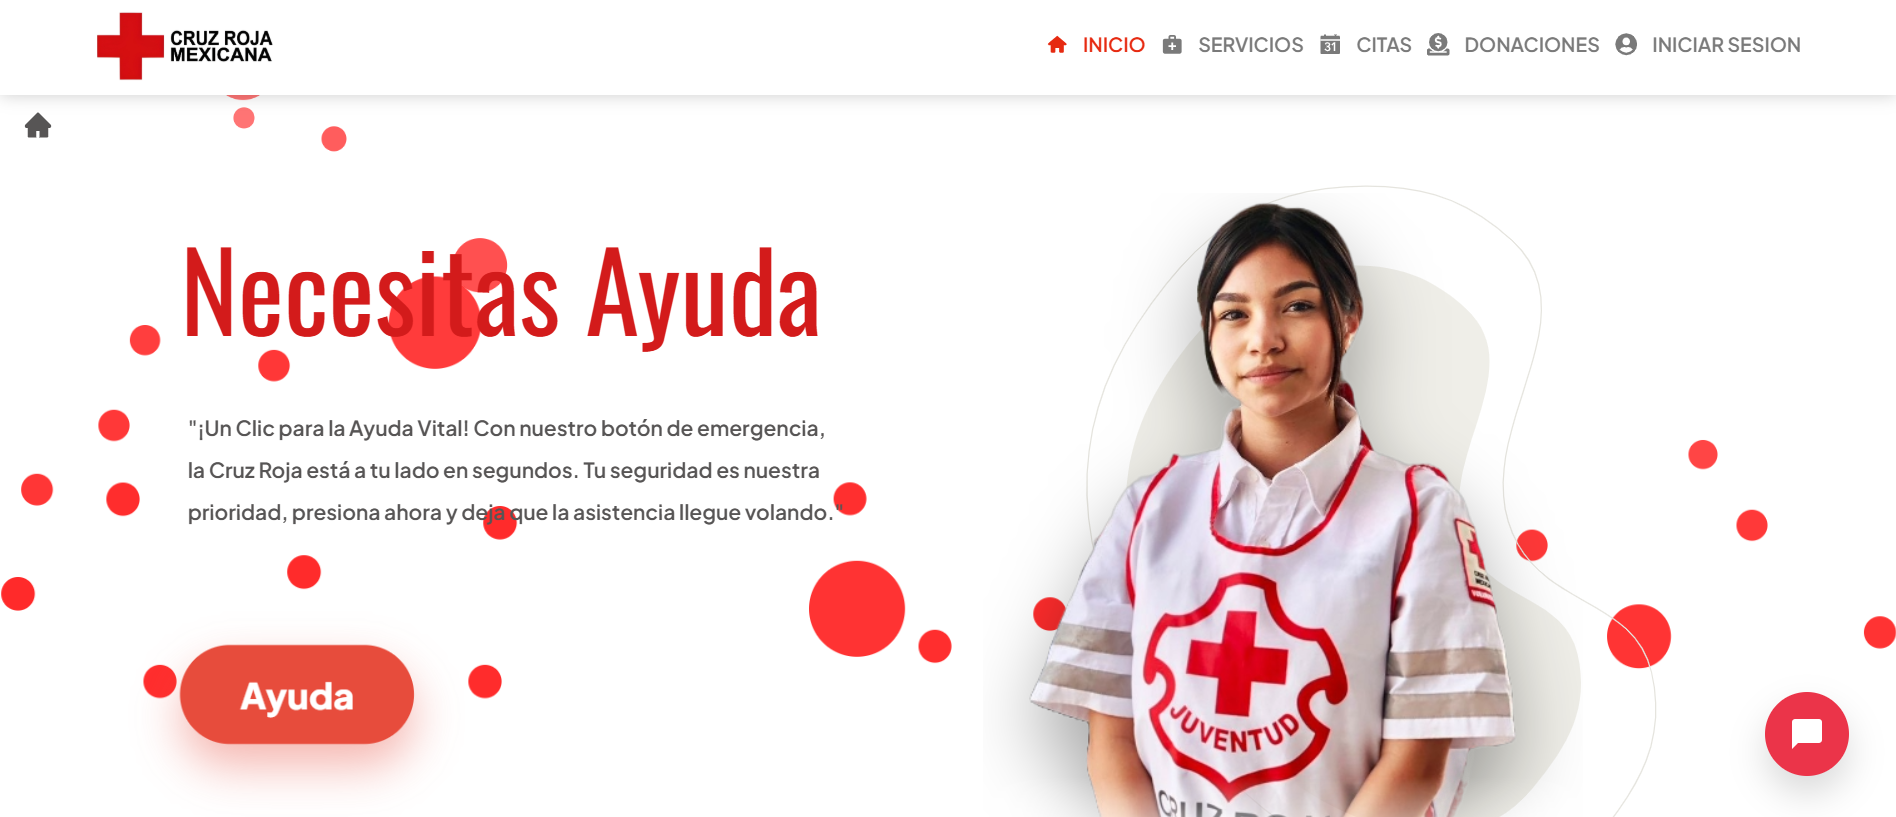 CRUZ ROJA
MEXICANA
INICIO
SERVICIOS
31
CITAS
$
DONACIONES
INICIAR SESION
Necesitas Ayuda
"¡Un Clic para la Ayuda Vital! Con nuestro botón de emergencia,
la Cruz Roja está a tu lado en segundos. Tu seguridad es nuestra
prioridad, presiona ahora y deja que la asistencia llegue volando."
Ayuda
JUVENTUD
CRUZ ROJA